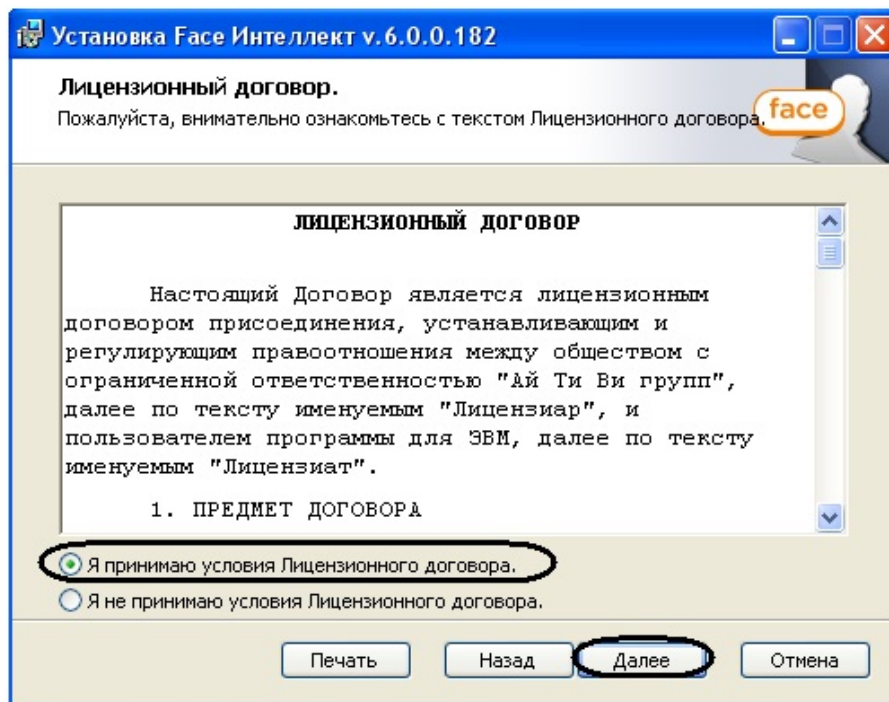 Установка Face Интеллект v.6.0.0.182
Лицензионный договор.
Пожалуйста, внимательно ознакомьтесь с текстом Лицензионного договора.
face
ЛИЦЕНЗИОННЫЙ ДОГОВОР
Настоящий Договор является лицензионным
договором присоединения, устанавливающим и
регулирующим правоотношения между обществом с
ограниченной ответственностью "Ай Ти Ви групп",
далее по тексту именуемым "Лицензиар", и
пользователем программы для ЭВМ, далее по тексту
именуемым "Лицензиат".
1. ПРЕДМЕТ ДОГОВОРА
Я принимаю условия Лицензионного договора.
Я не принимаю условия Лицензионного договора.
Печать Назад Далее Отмена